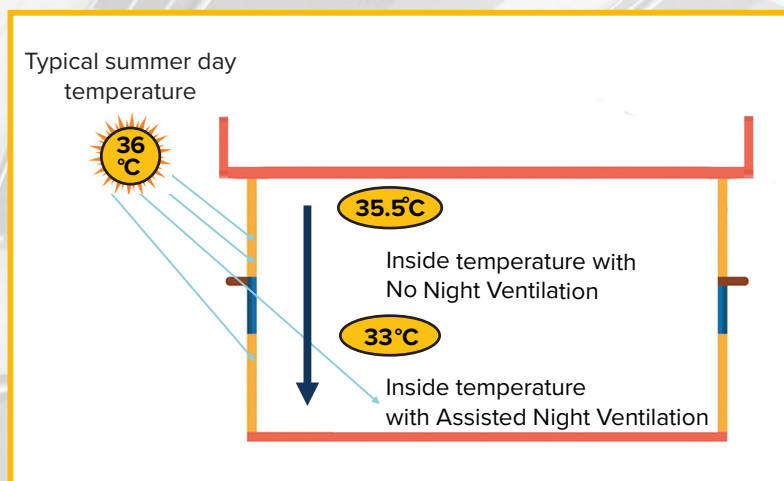 Typical summer day
temperature
36
°C
35.5°C
Inside temperature with
No Night Ventilation
33°C
Inside temperature
with Assisted Night Ventilation